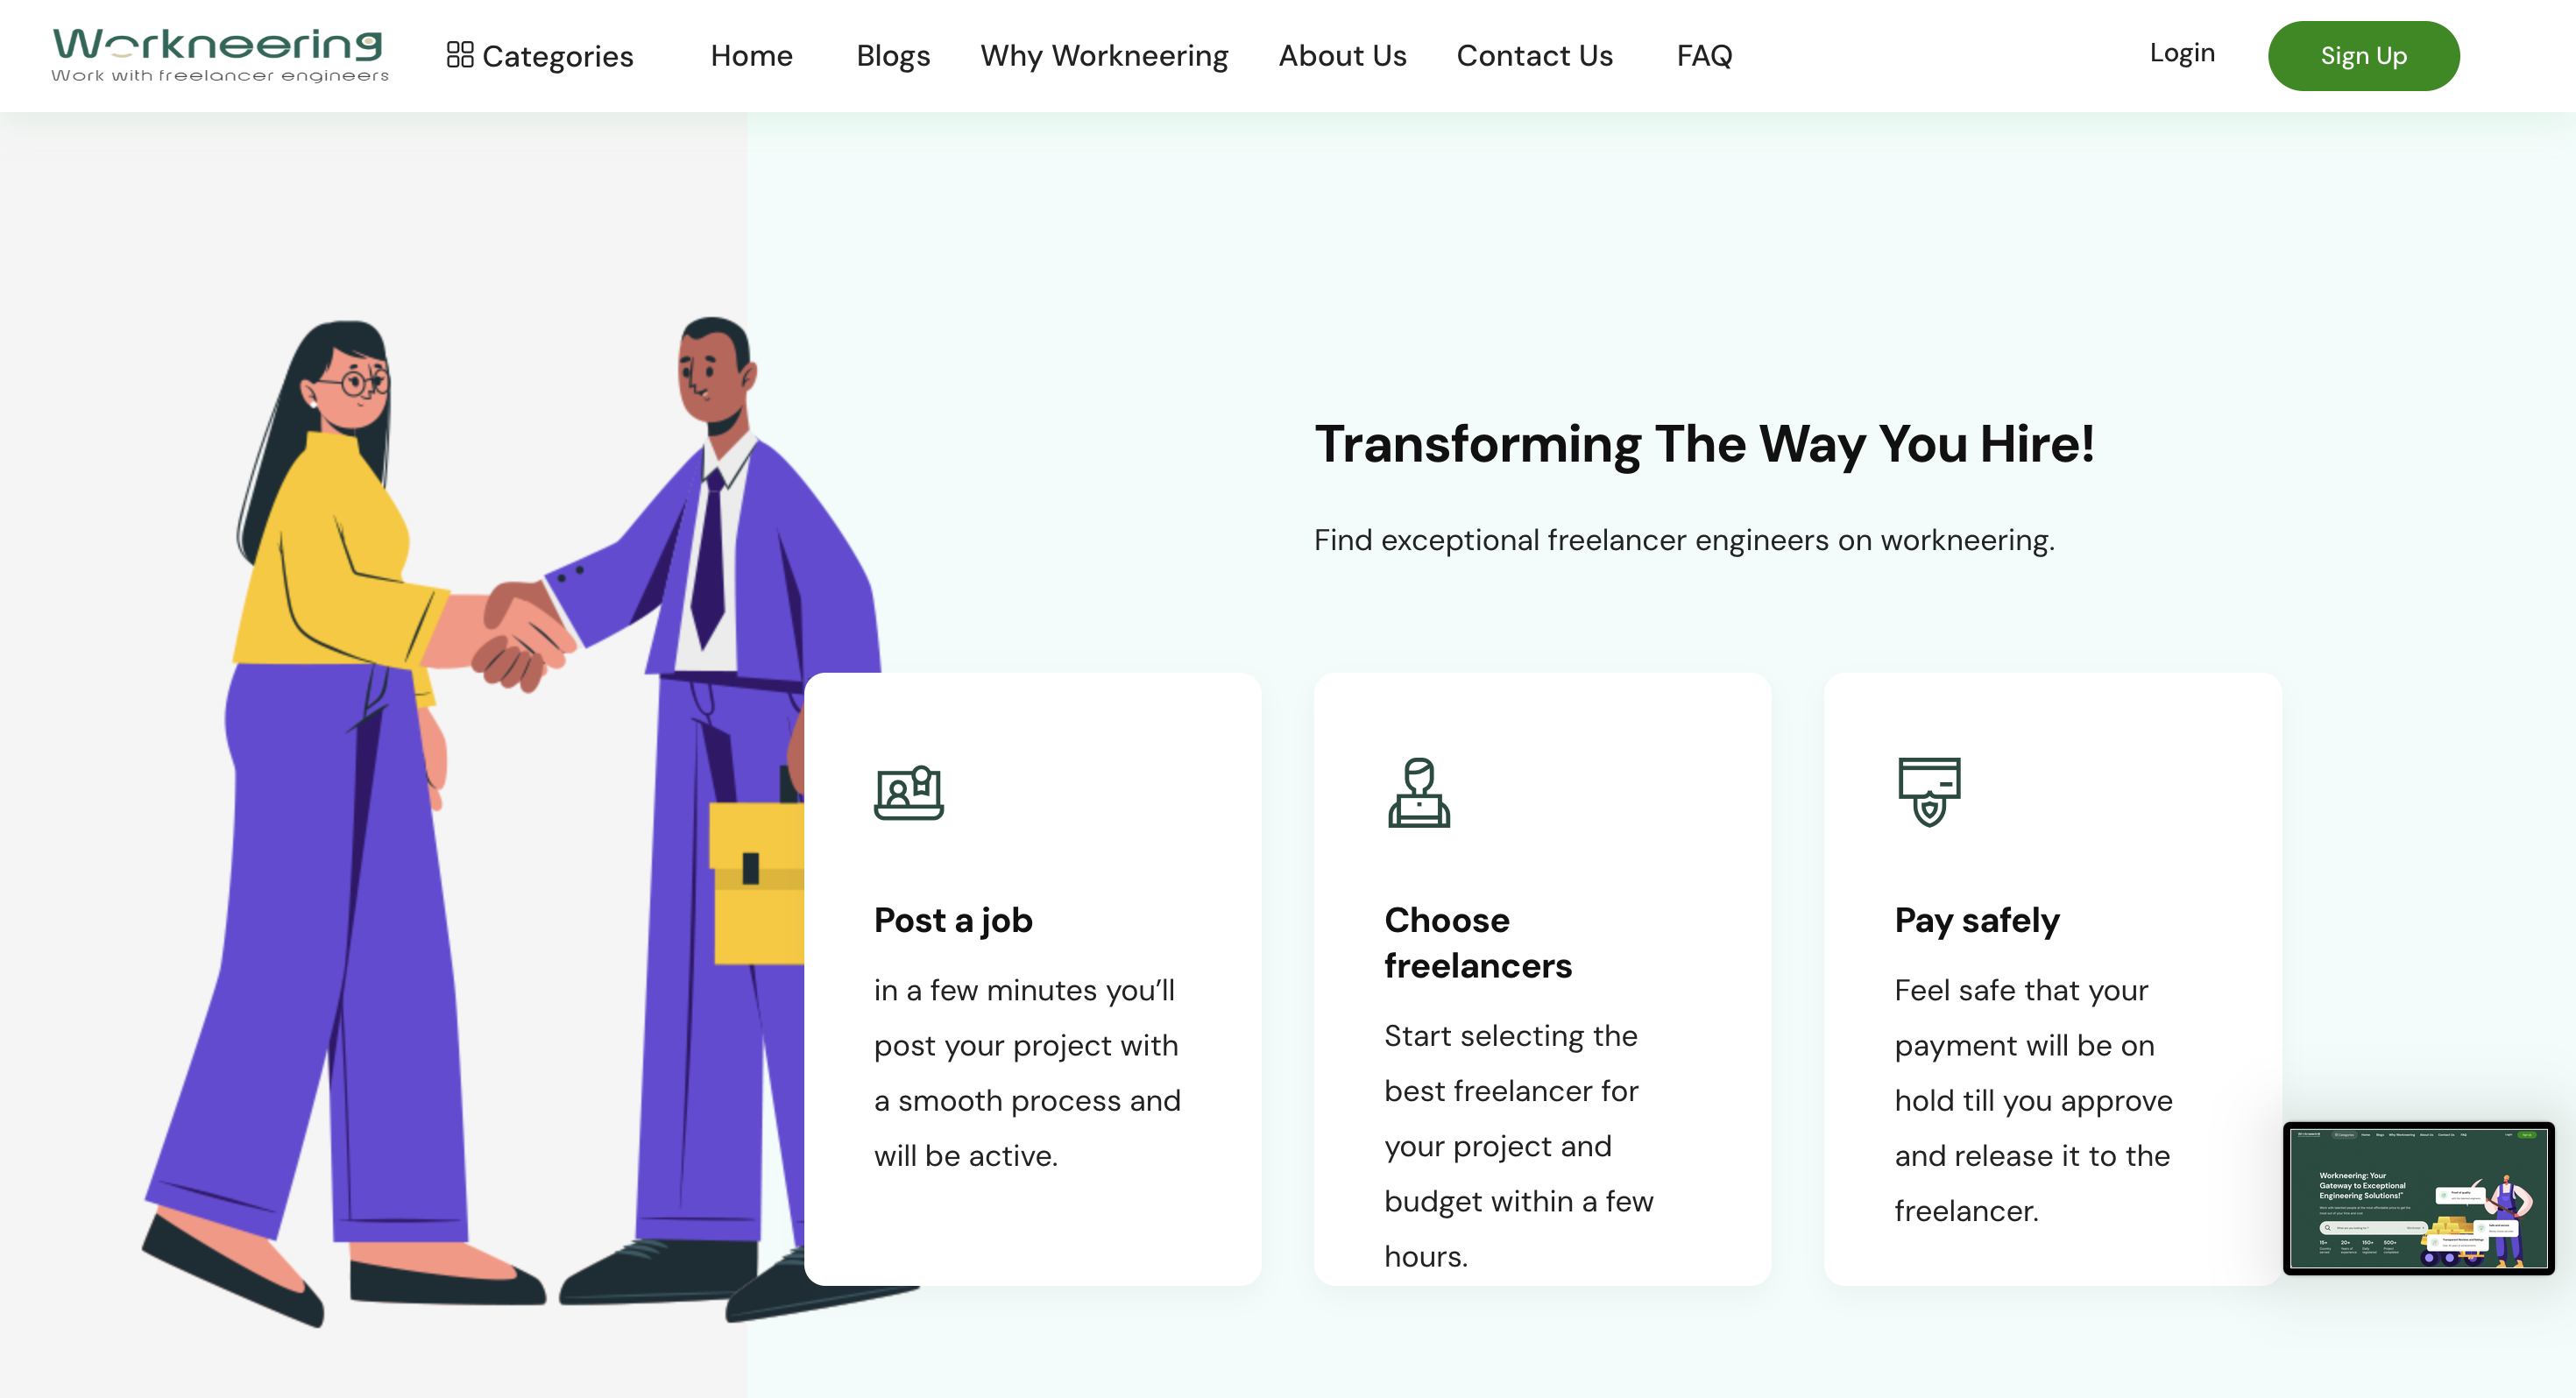 Workneering
Work with freelancer engineers
Categories
Home
Blogs
Why Workneering
About Us
Contact Us
FAQ
Login
Sign Up
Transforming The Way You Hire!
Find exceptional freelancer engineers on workneering.
Post a job
in a few minutes you’ll
post your project with
a smooth process and
will be active.
Choose
freelancers
Start selecting the
best freelancer for
your project and
budget within a few
hours.
Pay safely
Feel safe that your
payment will be on
hold till you approve
and release it to the
freelancer.
Workneering: Your
Gateway to Exceptional
Engineering Solutions!"